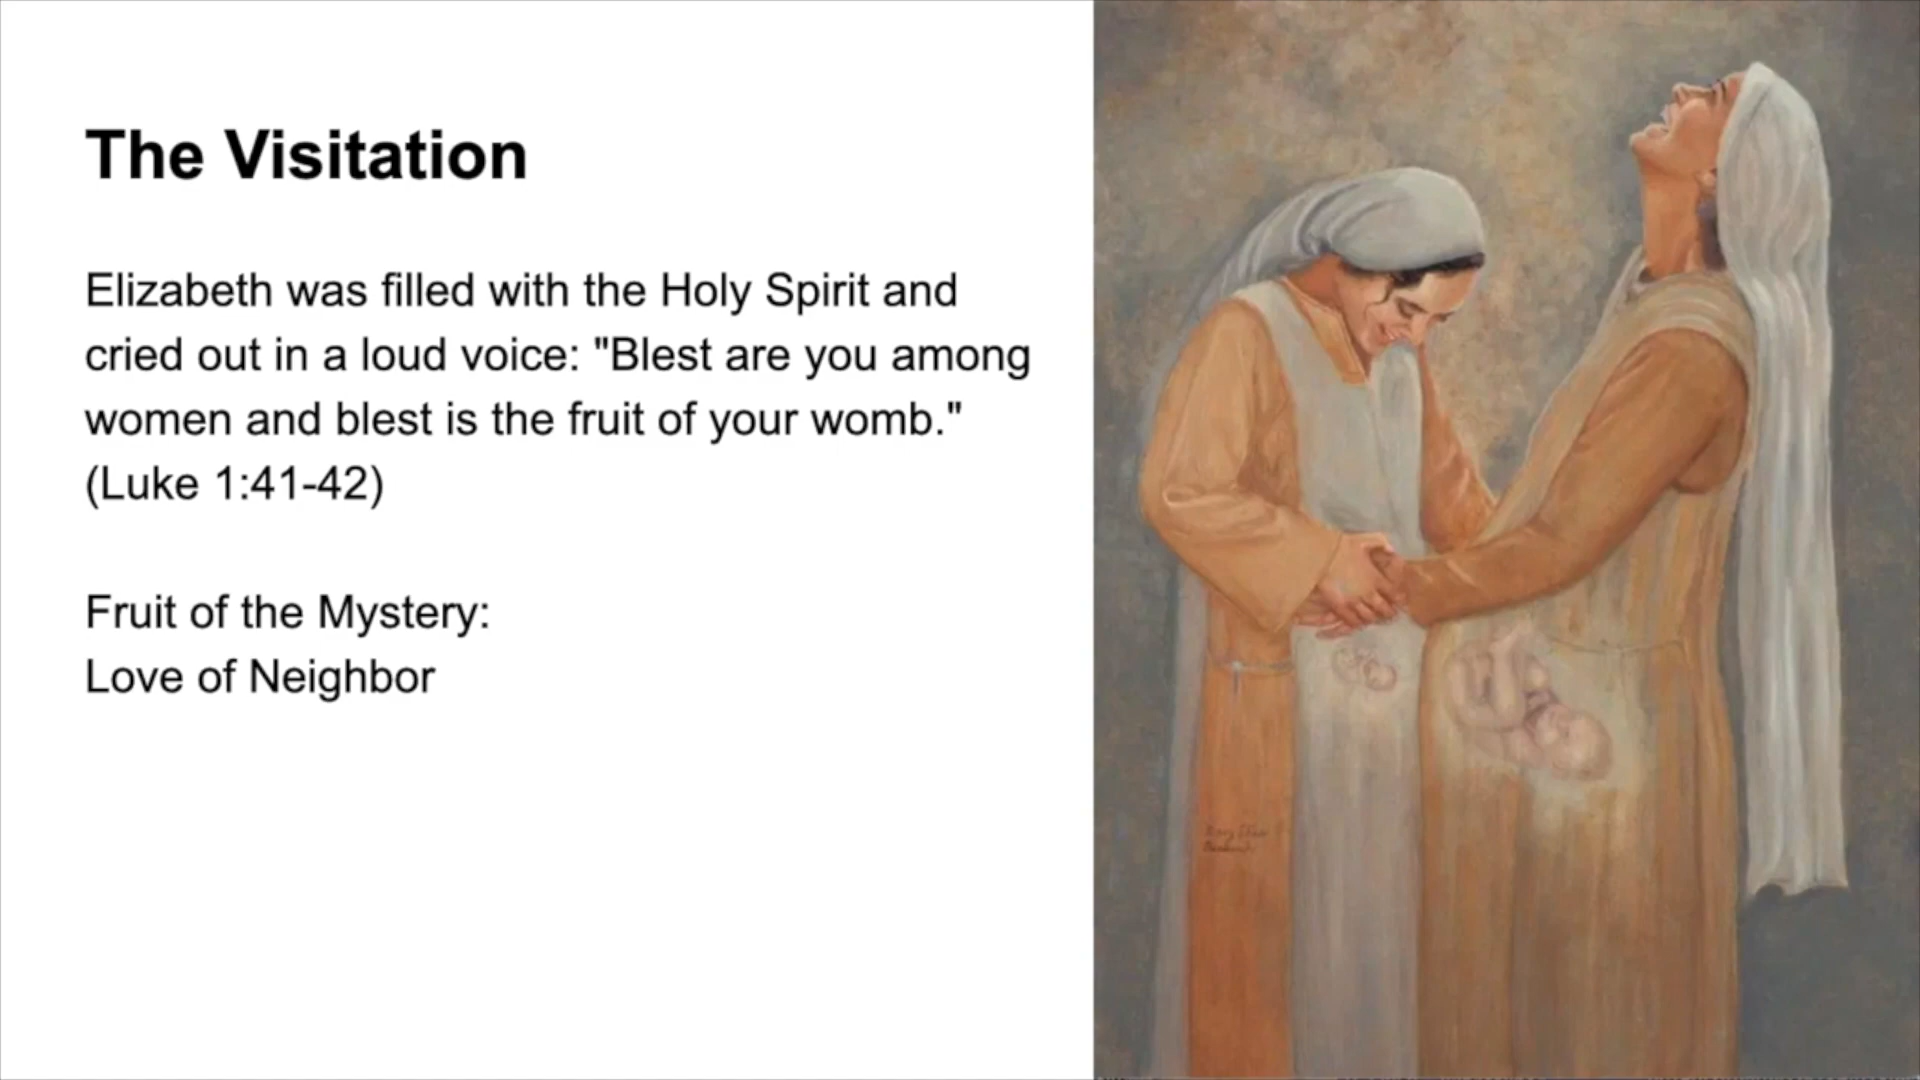 The Visitation
Elizabeth was filled with the Holy Spirit and
cried out in a loud voice: "Blest are you among
women and blest is the fruit of your womb."
(Luke 1:41-42)
Fruit of the Mystery:
Love of Neighbor